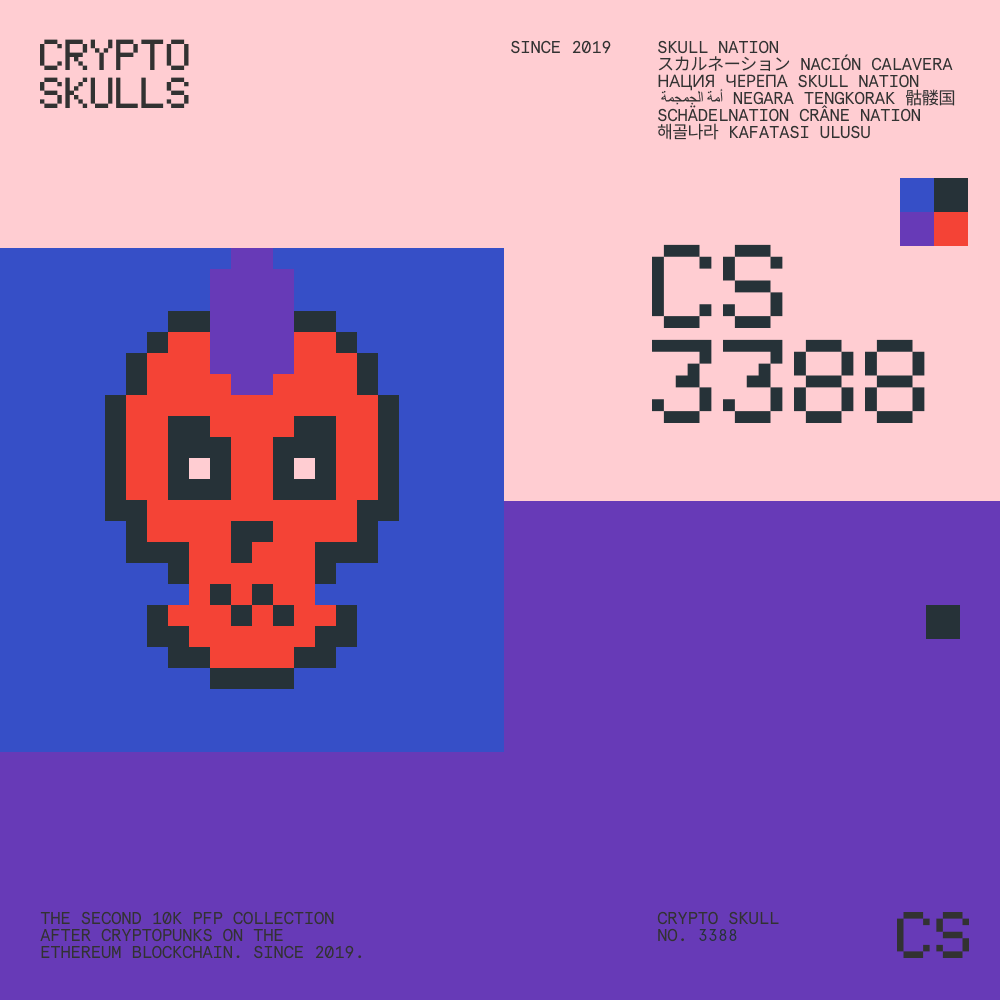 CRYPTO
SKULLS
SINCE 2019
SKULL NATION
スカルネーション NACIÓN CALAVERA
НАЦИЯ ЧЕРЕПА SKULL NATION
أمة الجمجمة NEGARA TENGKORAK 骷髅国
SCHÄDELNATION CRÂNE NATION
해골나라 KAFATASI ULUSU
CS
3388
THE SECOND 10K PFP COLLECTION
AFTER CRYPTOPUNKS ON THE
ETHEREUM BLOCKCHAIN. SINCE 2019.
CRYPTO SKULL
NO. 3388
CS